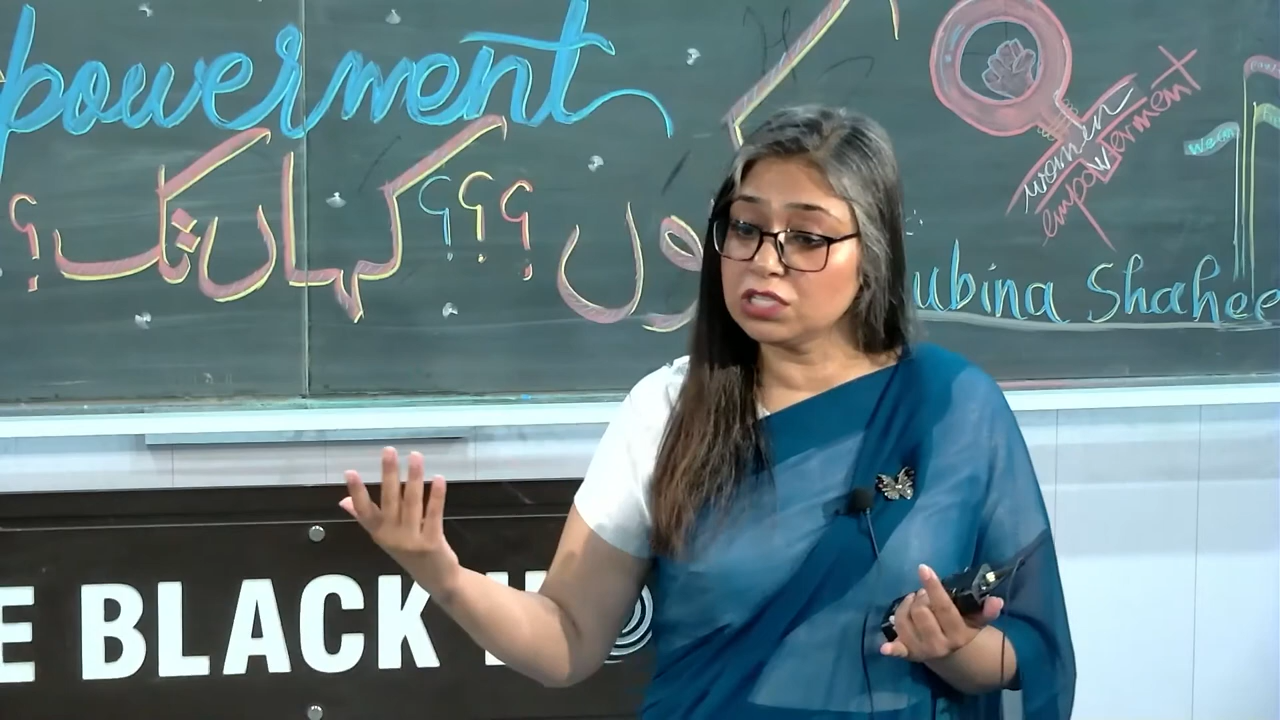 powerment
کہاں تک؟
؟؟؟
women
empowerment
ubina Shahee
E BLACK